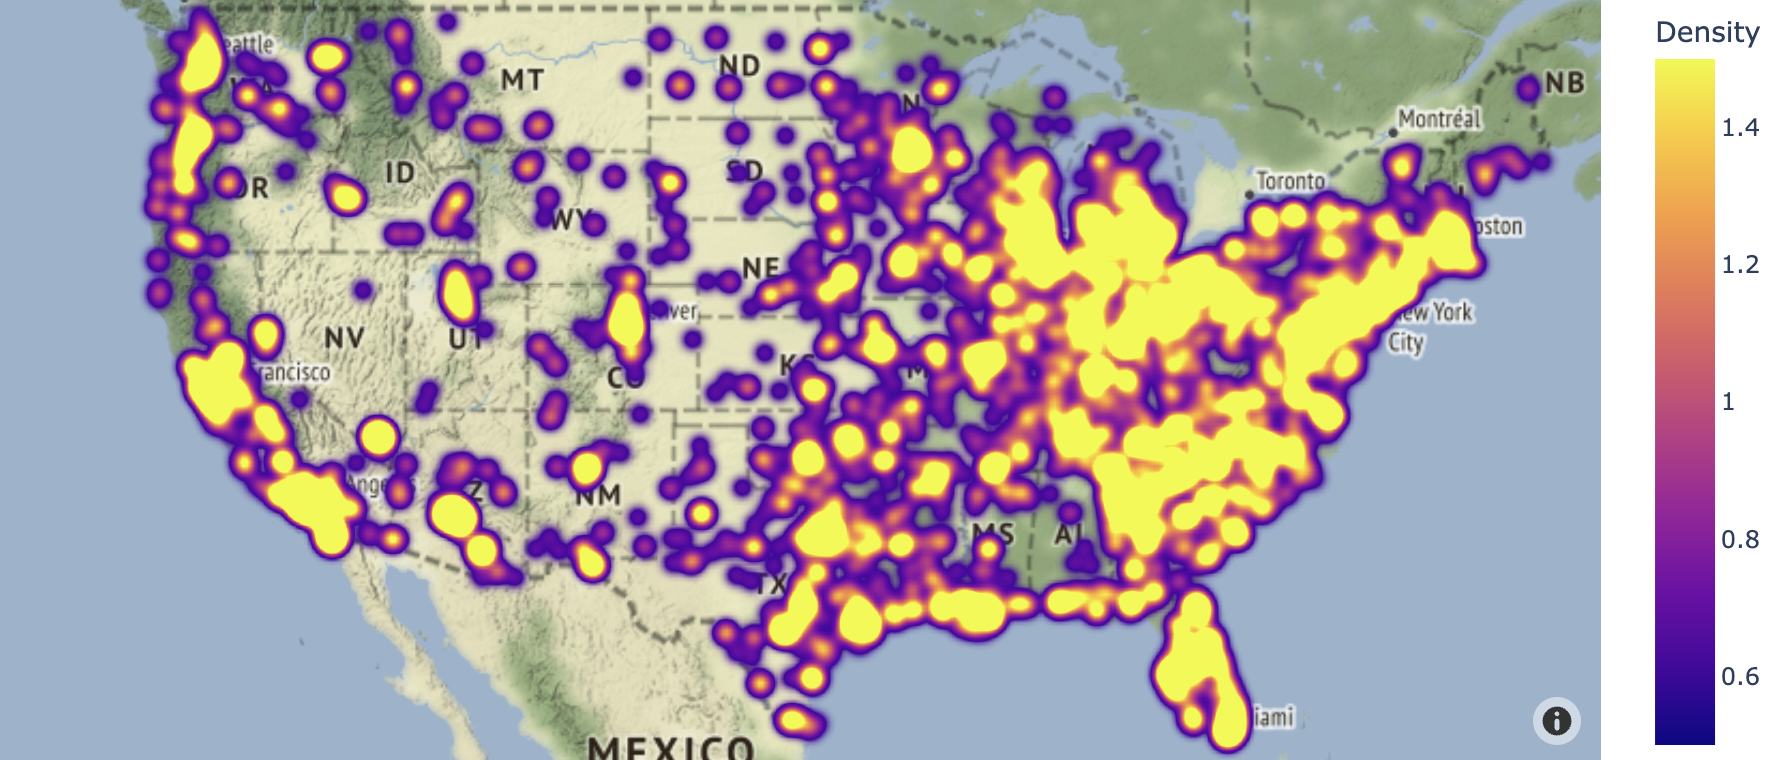 Density
1.4
1.2
1
0.8
0.6
eattle
WA
MT
ND
N
NB
Montréal
OR
ID
SD
WY
Toronto
oston
NE
NV
UT
ver
ew York
City
rancisco
CO
KS
M
Ange
Z
NM
MS
AL
TX
iami
MEXICO